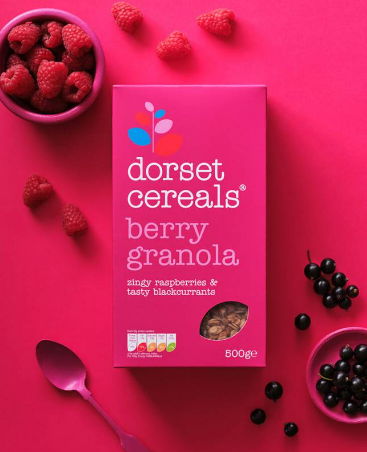 dorset
cereals®
berry
granola
zingy raspberries &
tasty blackcurrants
500g℮